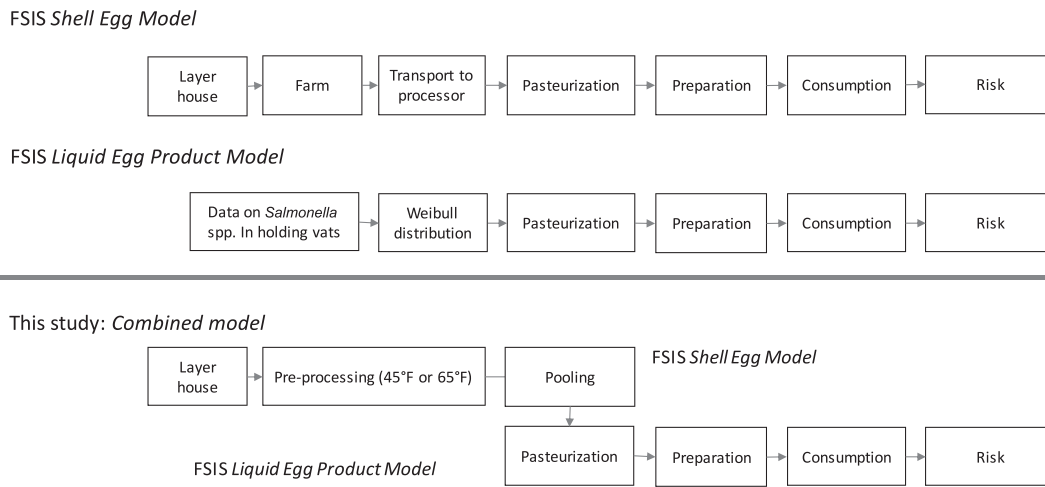 FSIS Shell Egg Model
Layer
house
Farm
Transport to
processor
Pasteurization
Preparation
Consumption
Risk
FSIS Liquid Egg Product Model
Data on Salmonella
spp. In holding vats
Weibull
distribution
Pasteurization
Preparation
Consumption
Risk
This study: Combined model
Layer
house
Pre-processing (45°F or 65°F)
Pooling
FSIS Shell Egg Model
FSIS Liquid Egg Product Model
Pasteurization
Preparation
Consumption
Risk